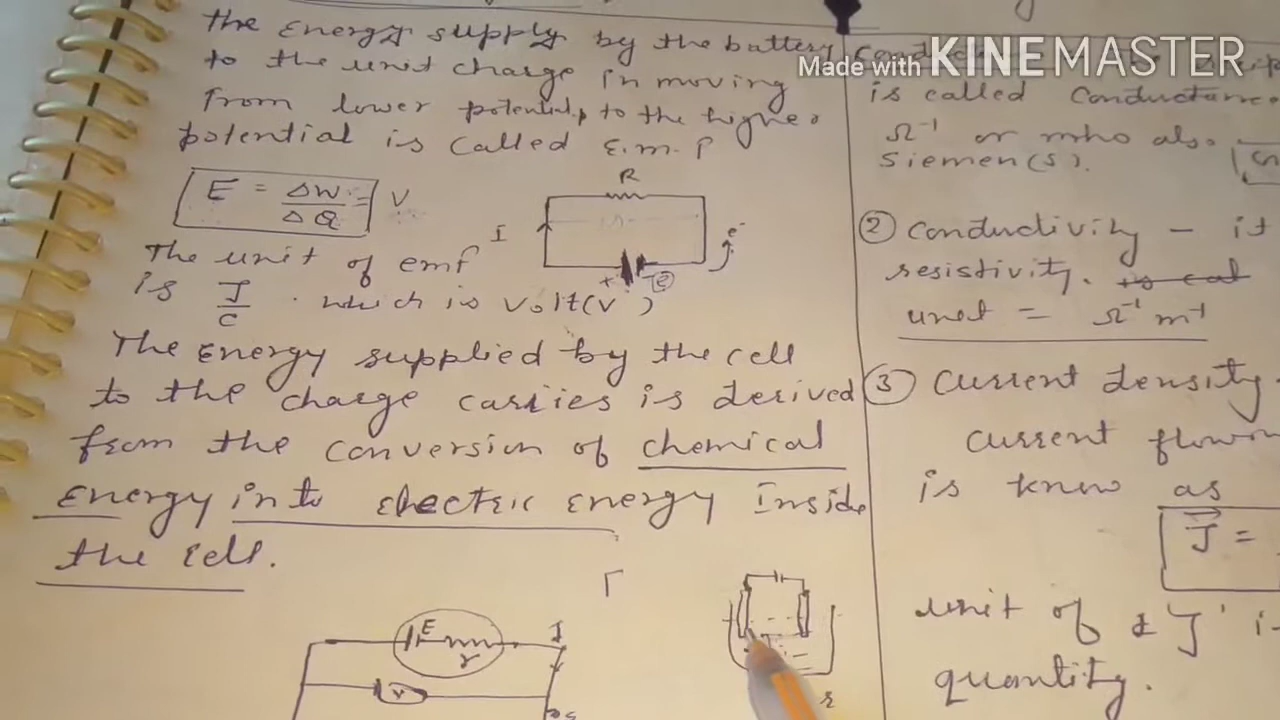 the Energy supply by the battery
to the unit charge in moving
from lower potential to the higher
potential is called E.m.f
E = ΔW/ΔQ = V
R
I
e-
+
The unit of emf
is J/C . which is Volt(V)
The Energy supplied by the cell
to the charge carries is derived
from the conversion of chemical
Energy into electric energy Inside
the cell.
E
r
I
V
r
Made with KINEMASTER
is called Conductance.
Ω-1 or mho also
Siemen(s).
② Conductivity - it
resistivity.
unit = Ω-1 m-1
③ Current density
current flowing
is know as
J =
unit of J i
quantity.